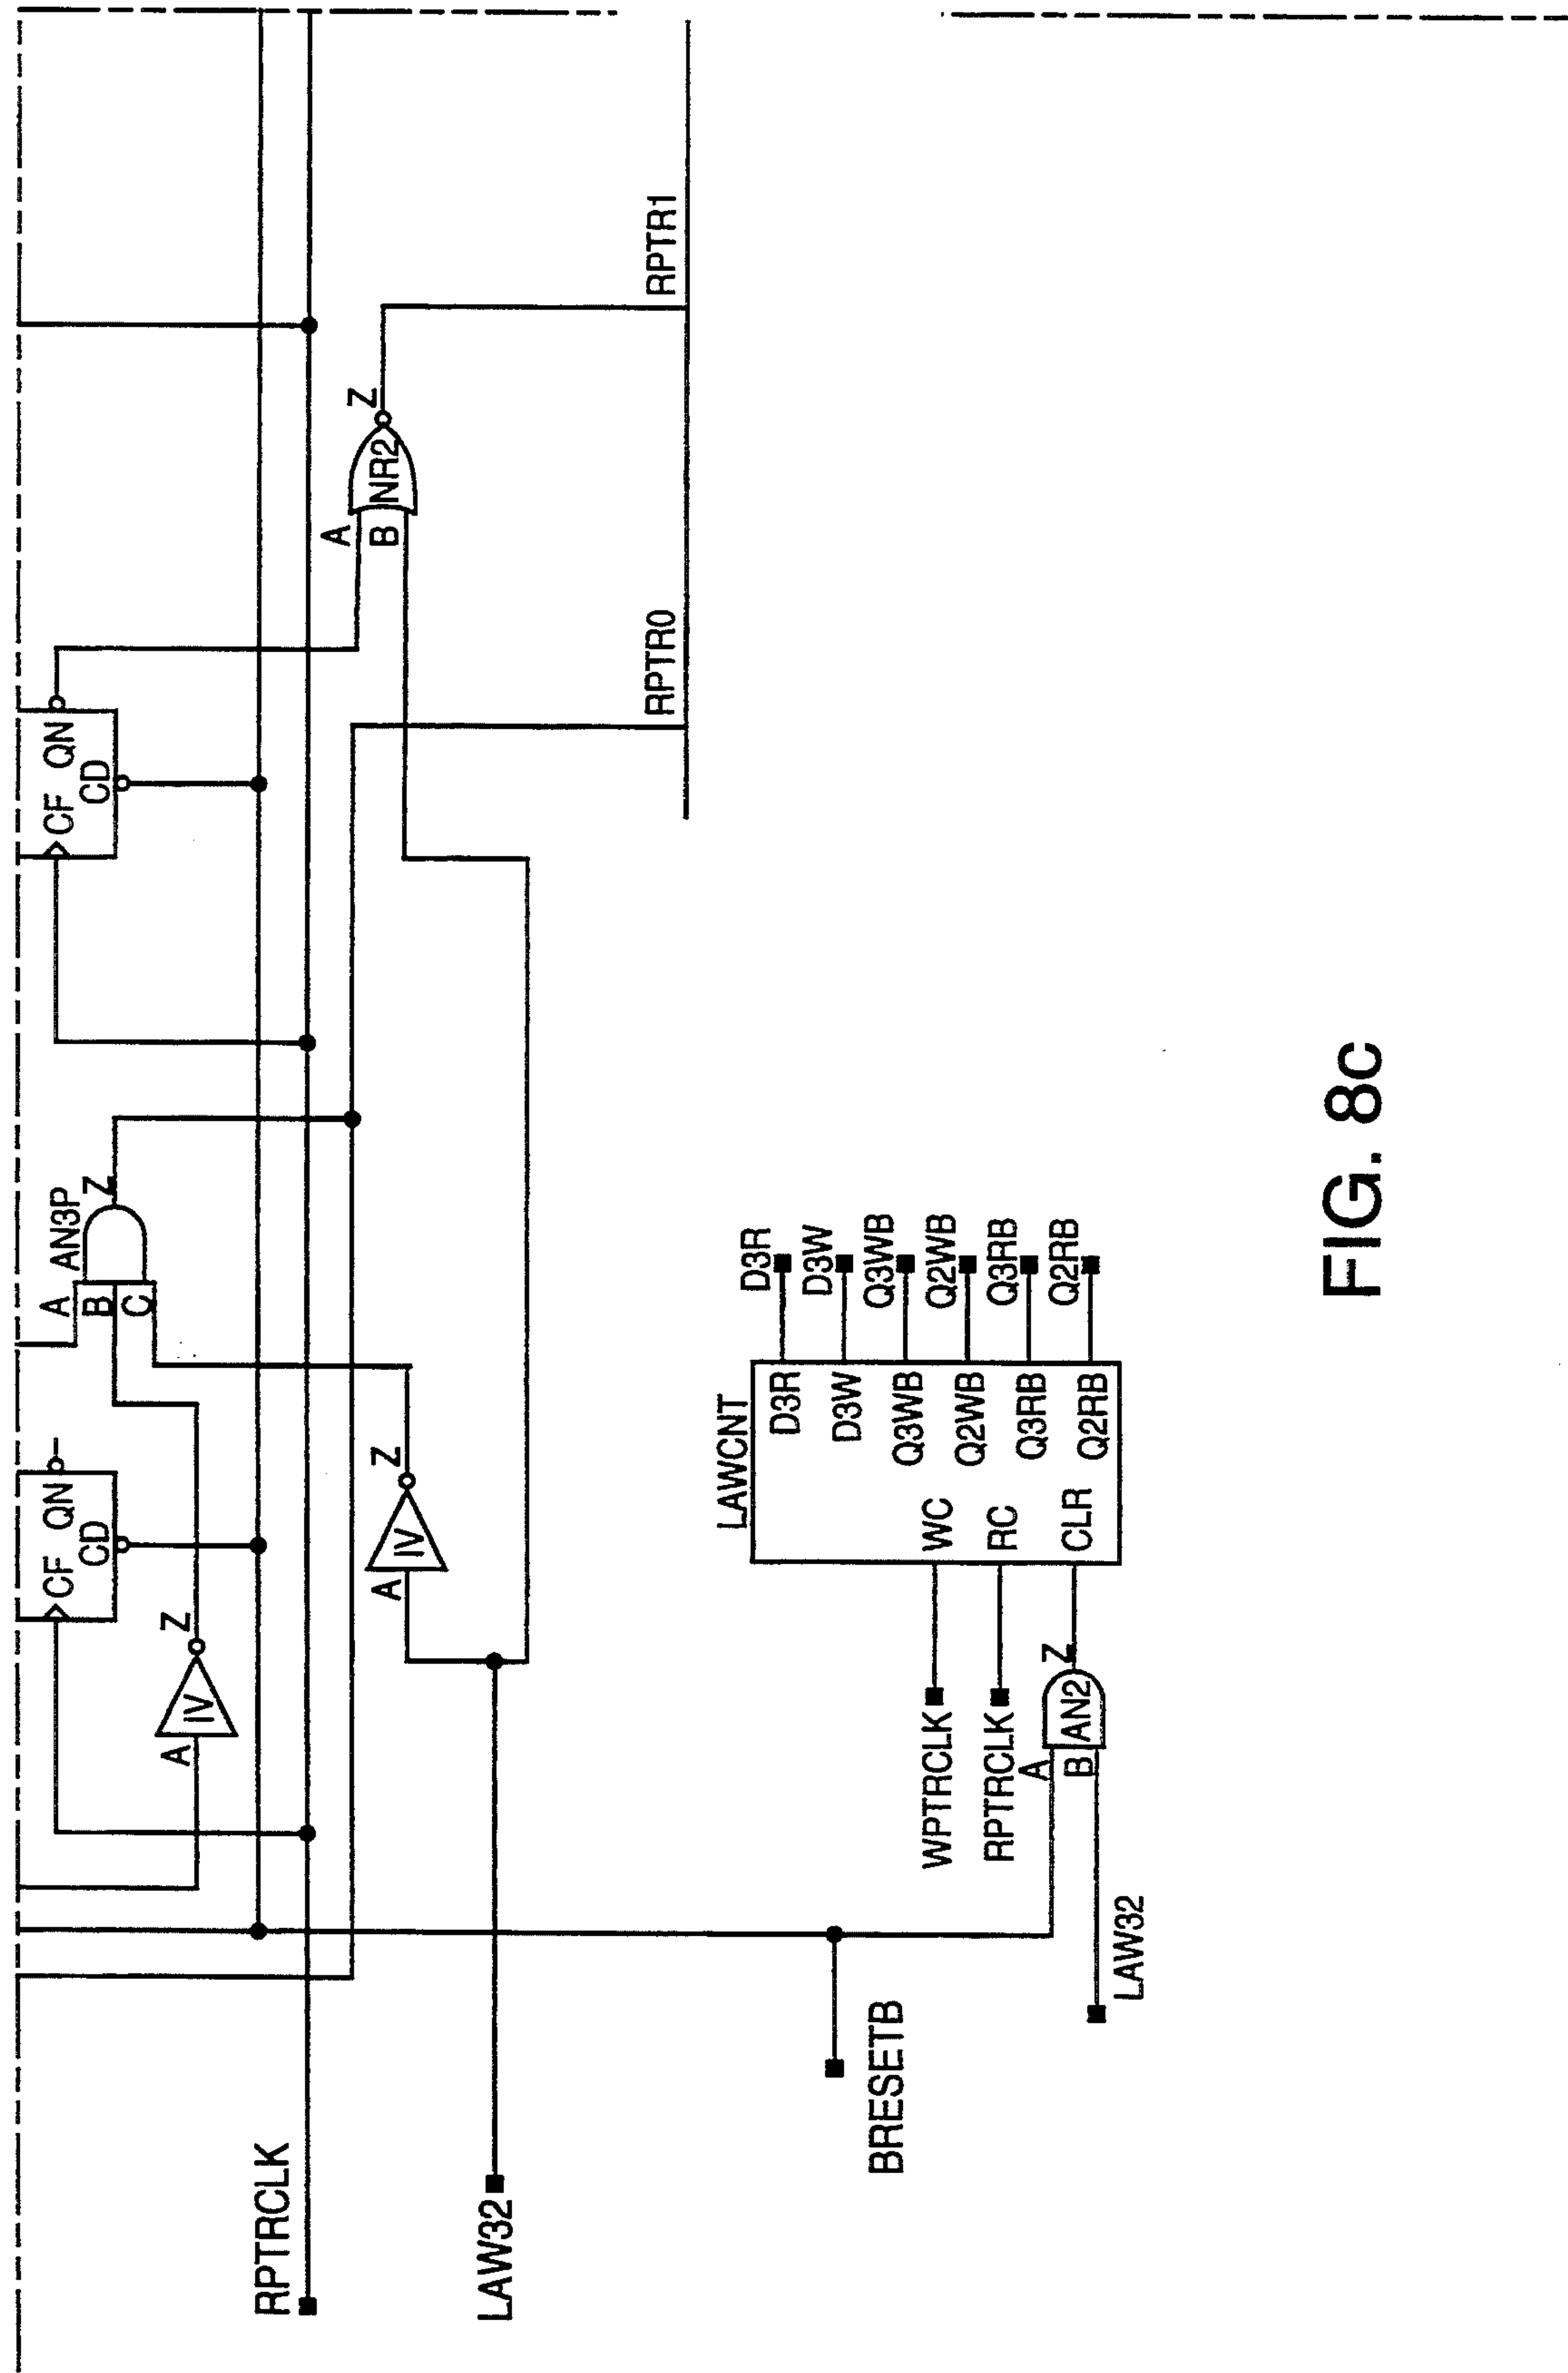 CF QN
CD
A
IV
Z
A
B
C
AN3P
Z
CF QN
CD
RPTRCLK
A
IV
Z
A
B
NR2
Z
LAW32
RPTR0
RPTR1
BRESETB
LAWCNT
D3R
D3R
D3W
D3W
WPTRCLK
WC
Q3WB
Q3WB
Q2WB
Q2WB
RPTRCLK
RC
Q3RB
Q3RB
A
B
AN2
Z
CLR
Q2RB
Q2RB
LAW32
FIG. 8c